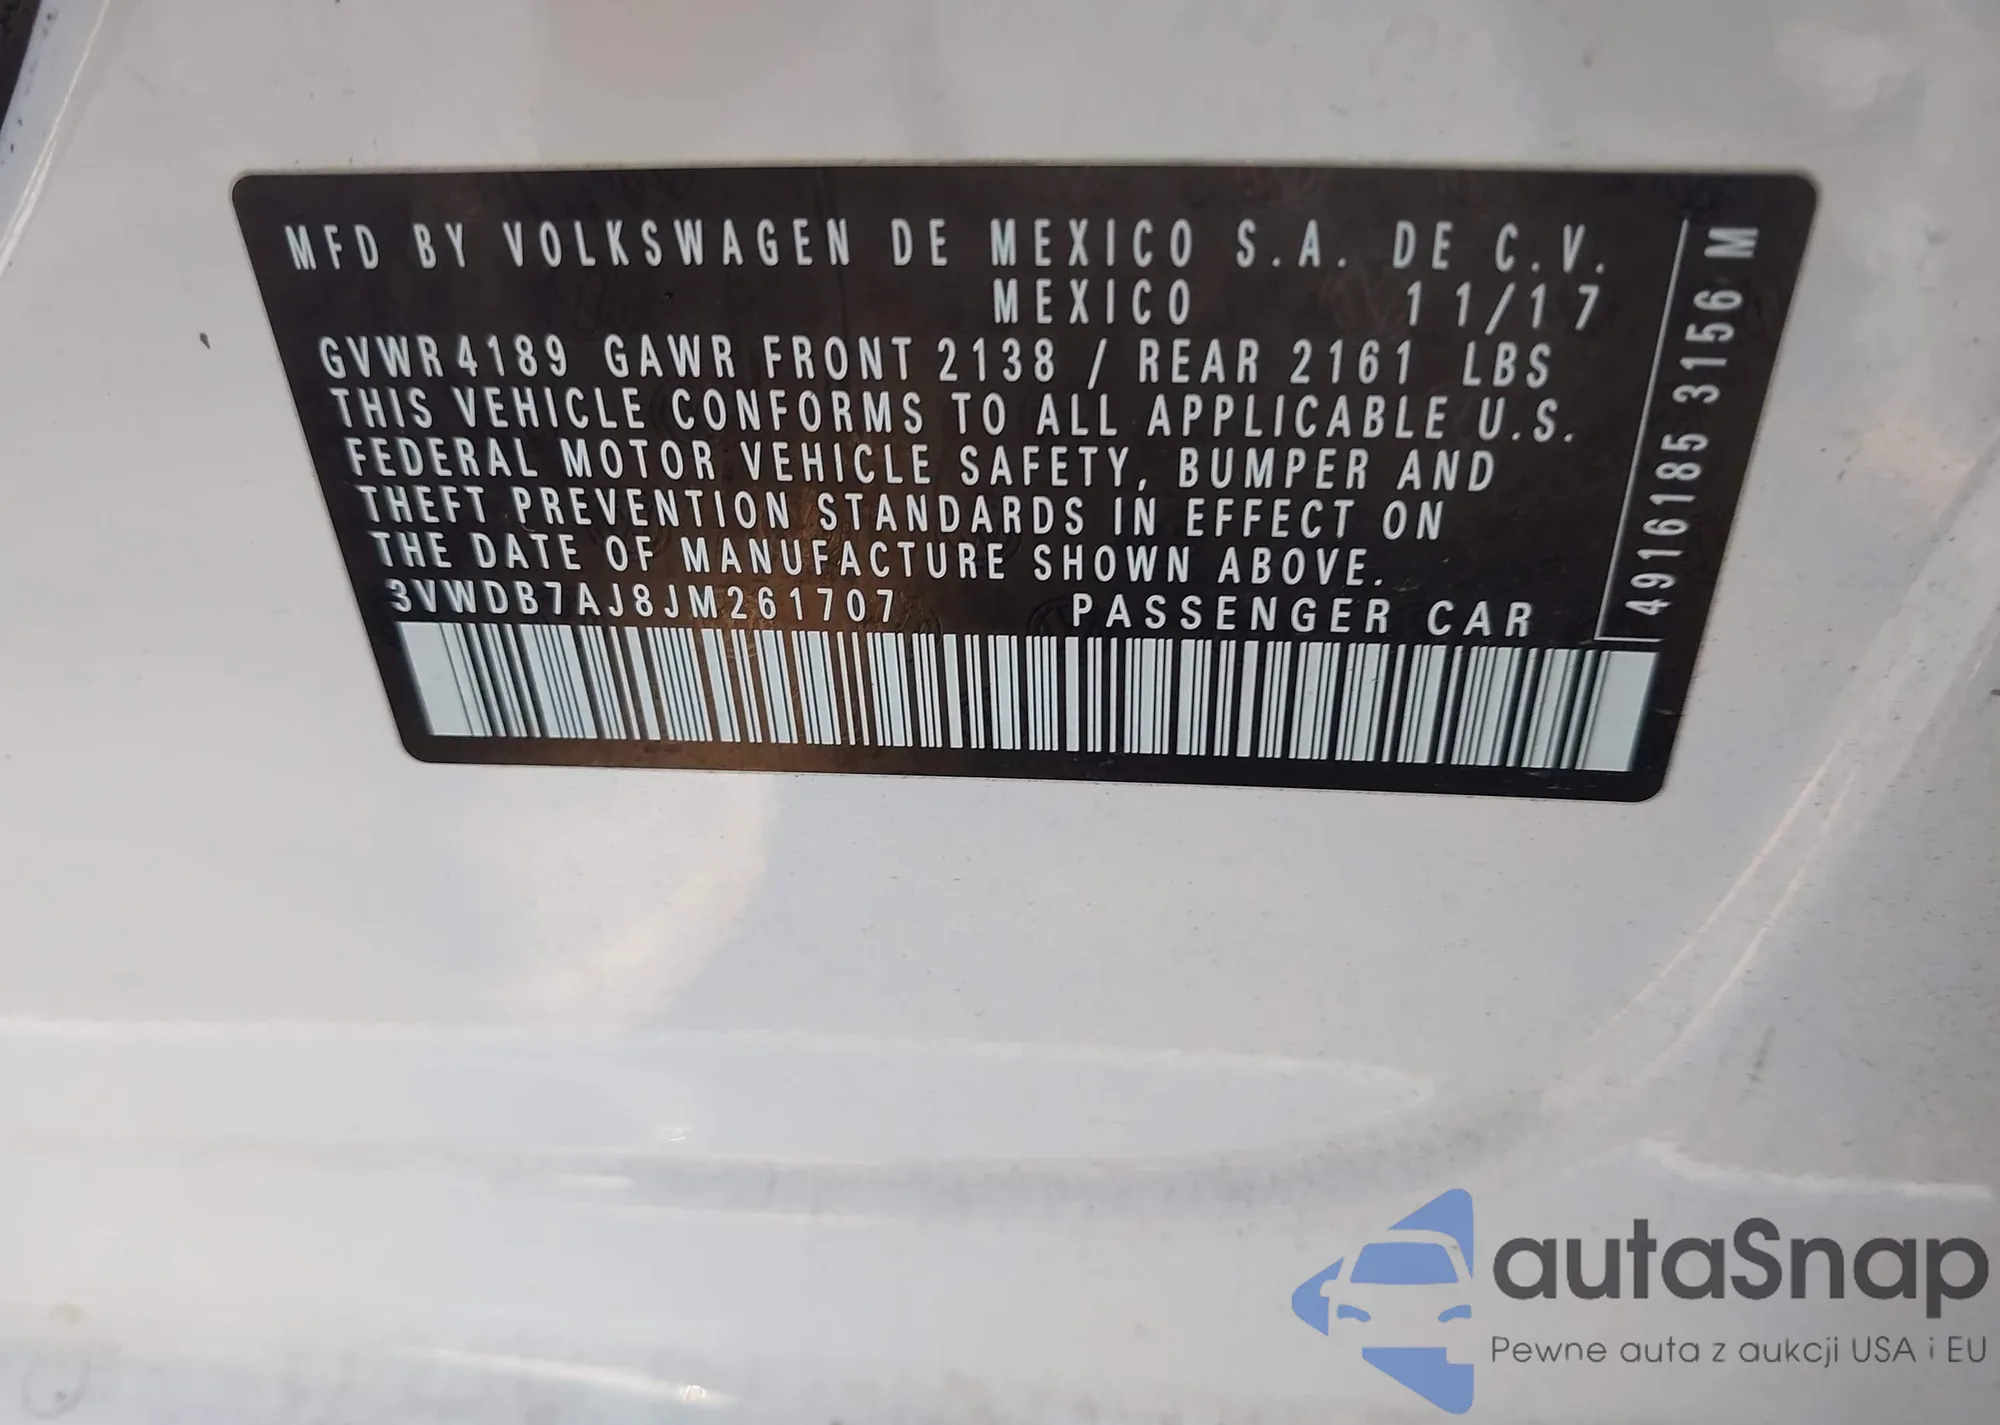 MFD BY VOLKSWAGEN DE MEXICO S.A. DE C.V.
MEXICO 11/17
GVWR 4189 GAWR FRONT 2138 / REAR 2161 LBS
THIS VEHICLE CONFORMS TO ALL APPLICABLE U.S.
FEDERAL MOTOR VEHICLE SAFETY, BUMPER AND
THEFT PREVENTION STANDARDS IN EFFECT ON
THE DATE OF MANUFACTURE SHOWN ABOVE.
3VWDB7AJ8JM261707 PASSENGER CAR
4916185 3156 M
autaSnap
Pewne auta z aukcji USA i EU